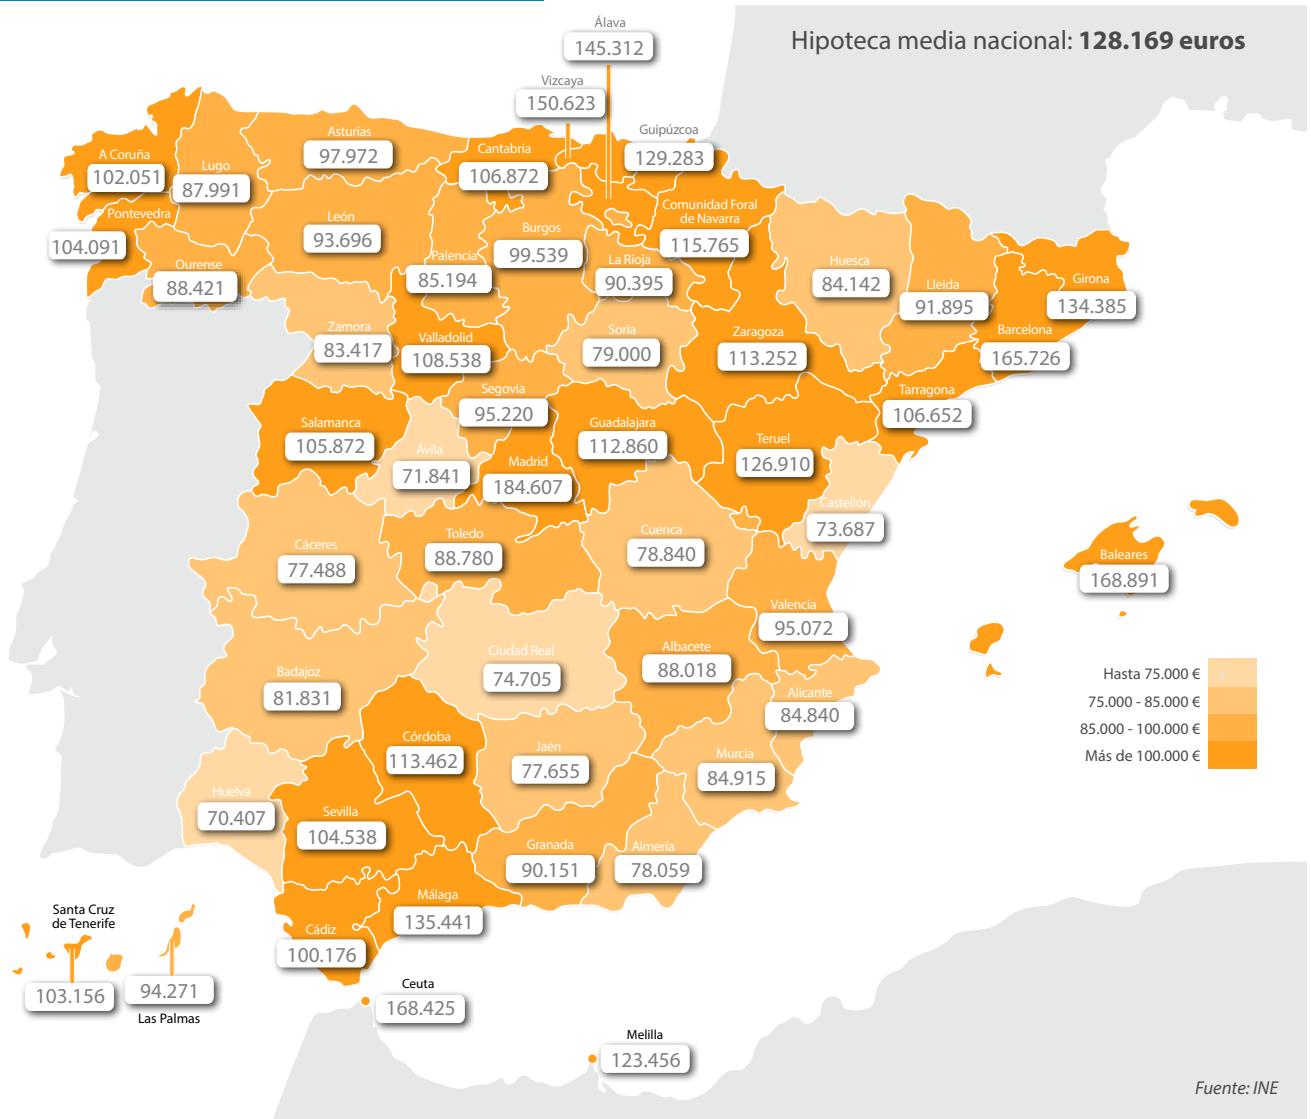 Hipoteca media nacional: 128.169 euros
Álava
145.312
Vizcaya
150.623
Guipúzcoa
129.283
Asturias
97.972
Cantabria
106.872
A Coruña
102.051
Lugo
87.991
Pontevedra
104.091
Ourense
88.421
León
93.696
Palencia
85.194
Burgos
99.539
La Rioja
90.395
Comunidad Foral
de Navarra
115.765
Huesca
84.142
Lleida
91.895
Girona
134.385
Barcelona
165.726
Zamora
83.417
Valladolid
108.538
Soria
79.000
Zaragoza
113.252
Tarragona
106.652
Segovia
95.220
Salamanca
105.872
Ávila
71.841
Madrid
184.607
Guadalajara
112.860
Teruel
126.910
Castellón
73.687
Cáceres
77.488
Toledo
88.780
Cuenca
78.840
Baleares
168.891
Valencia
95.072
Badajoz
81.831
Ciudad Real
74.705
Albacete
88.018
Alicante
84.840
Córdoba
113.462
Jaén
77.655
Murcia
84.915
Huelva
70.407
Sevilla
104.538
Granada
90.151
Almería
78.059
Málaga
135.441
Cádiz
100.176
Santa Cruz
de Tenerife
103.156
94.271
Las Palmas
Ceuta
168.425
Melilla
123.456
Hasta 75.000 €
75.000 - 85.000 €
85.000 - 100.000 €
Más de 100.000 €
Fuente: INE